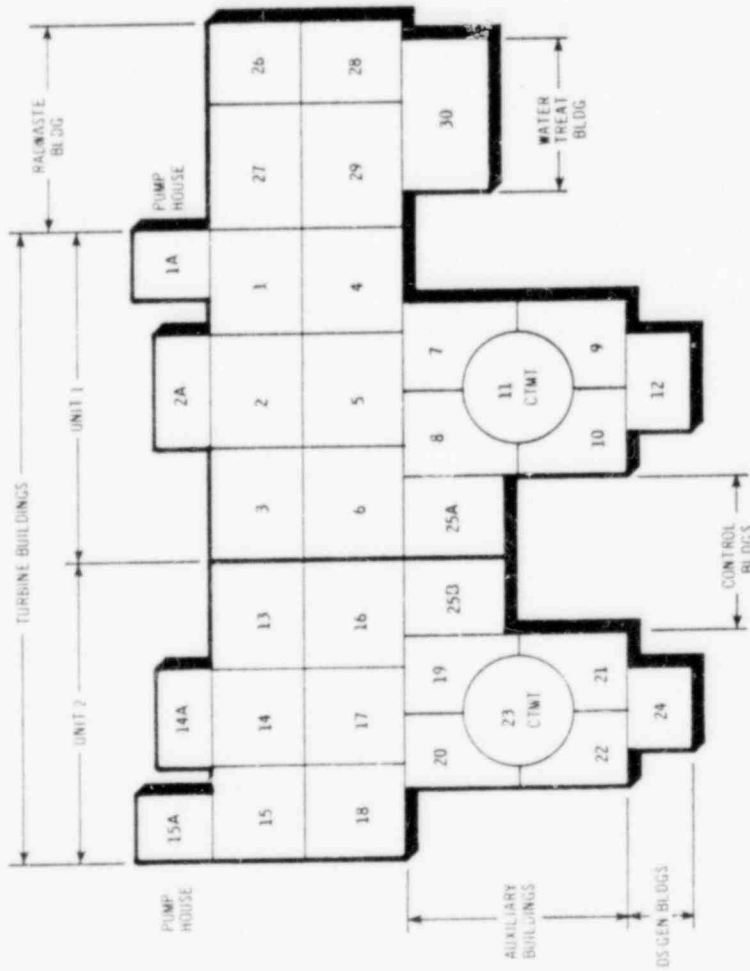 TURBINE BUILDINGS
RADWASTE
BLDG
UNIT 2
UNIT 1
PUMP
HOUSE
PUMP
HOUSE
15A
14A
2A
1A
15
14
13
3
2
1
27
26
18
17
16
6
5
4
29
28
20
19
25B
25A
8
7
30
23
CTMT
11
CTMT
22
21
10
9
24
12
AUXILIARY
BUILDINGS
DSGEN BLDGS
CONTROL
BLDGS
WATER
TREAT
BLDG